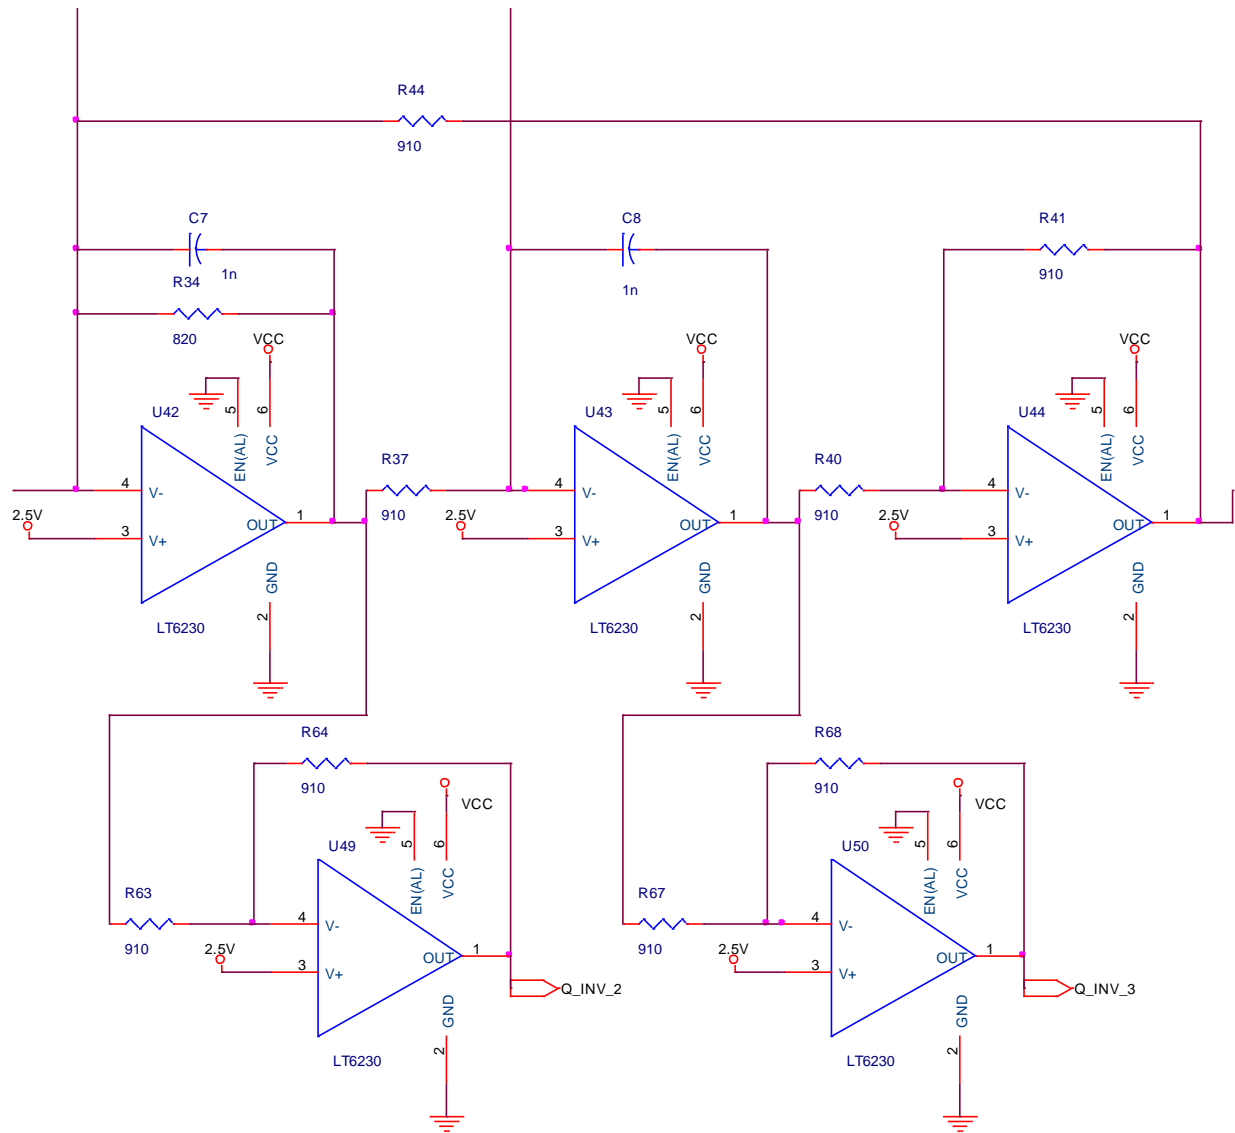 R44
910
C7
1n
R34
820
C8
1n
R41
910
VCC
VCC
VCC
U42
5
6
EN(AL)
VCC
U43
5
6
EN(AL)
VCC
U44
5
6
EN(AL)
VCC
R37
910
R40
910
4
V-
2.5V
3
V+
OUT
1
GND
2
LT6230
4
V-
2.5V
3
V+
OUT
1
GND
2
LT6230
4
V-
2.5V
3
V+
OUT
1
GND
2
LT6230
R64
910
VCC
R68
910
VCC
U49
5
6
EN(AL)
VCC
U50
5
6
EN(AL)
VCC
R63
910
4
V-
2.5V
3
V+
OUT
1
Q_INV_2
GND
2
LT6230
R67
910
4
V-
2.5V
3
V+
OUT
1
Q_INV_3
GND
2
LT6230